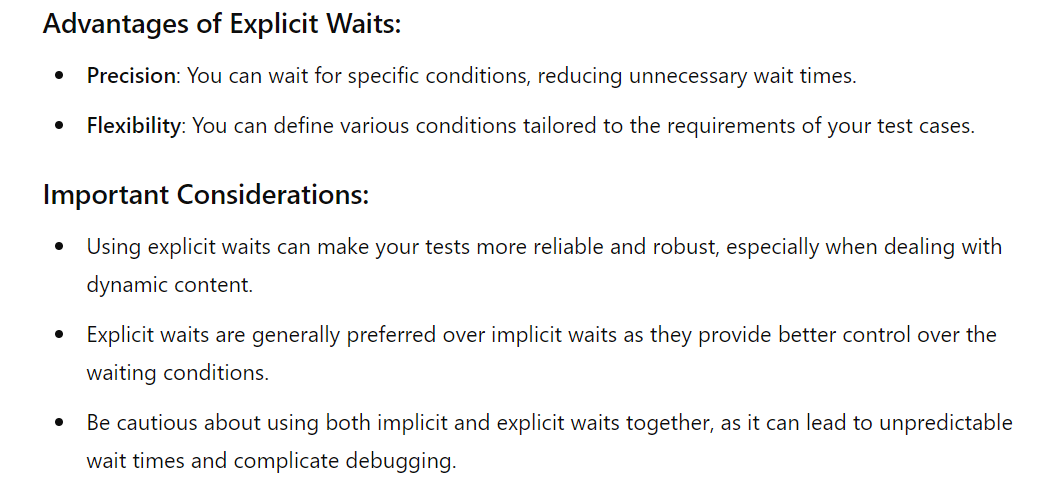 Advantages of Explicit Waits:
• Precision: You can wait for specific conditions, reducing unnecessary wait times.
• Flexibility: You can define various conditions tailored to the requirements of your test cases.
Important Considerations:
• Using explicit waits can make your tests more reliable and robust, especially when dealing with
dynamic content.
• Explicit waits are generally preferred over implicit waits as they provide better control over the
waiting conditions.
• Be cautious about using both implicit and explicit waits together, as it can lead to unpredictable
wait times and complicate debugging.